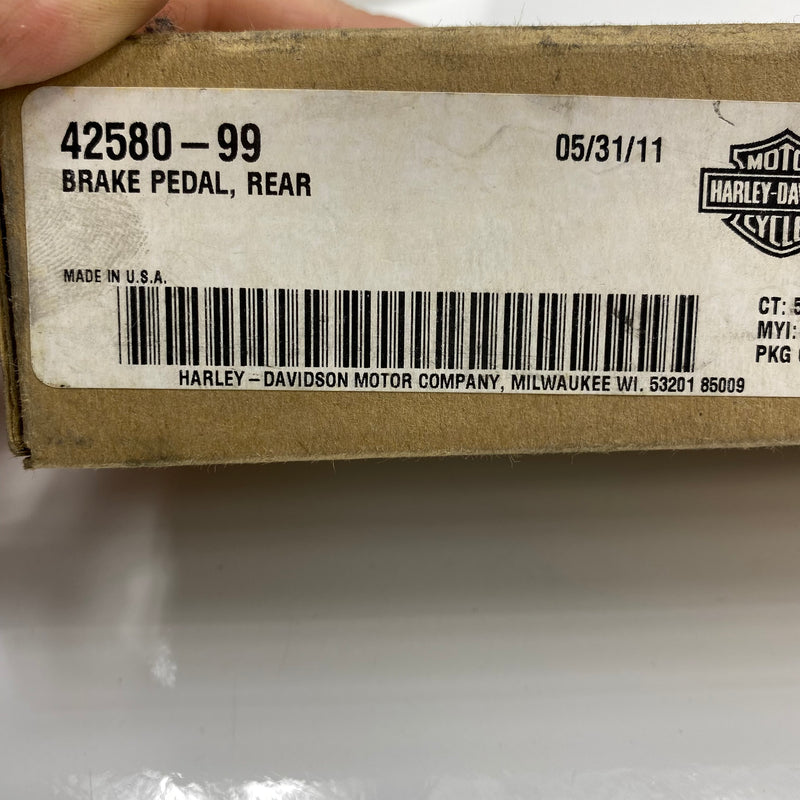 42580-99
05/31/11
BRAKE PEDAL, REAR
MOTO
HARLEY-DAV
CYCLE
MADE IN U.S.A.
CT: 5
MYI:
PKG
HARLEY-DAVIDSON MOTOR COMPANY, MILWAUKEE WI. 53201 85009